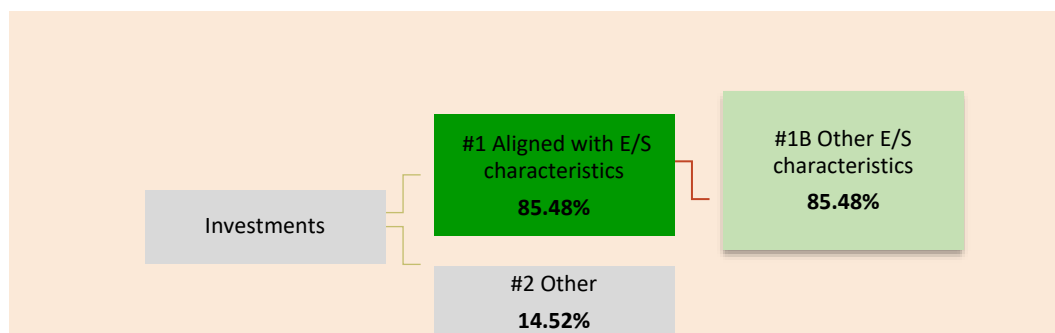 #1 Aligned with E/S
characteristics
85.48%
#1B Other E/S
characteristics
85.48%
Investments
#2 Other
14.52%